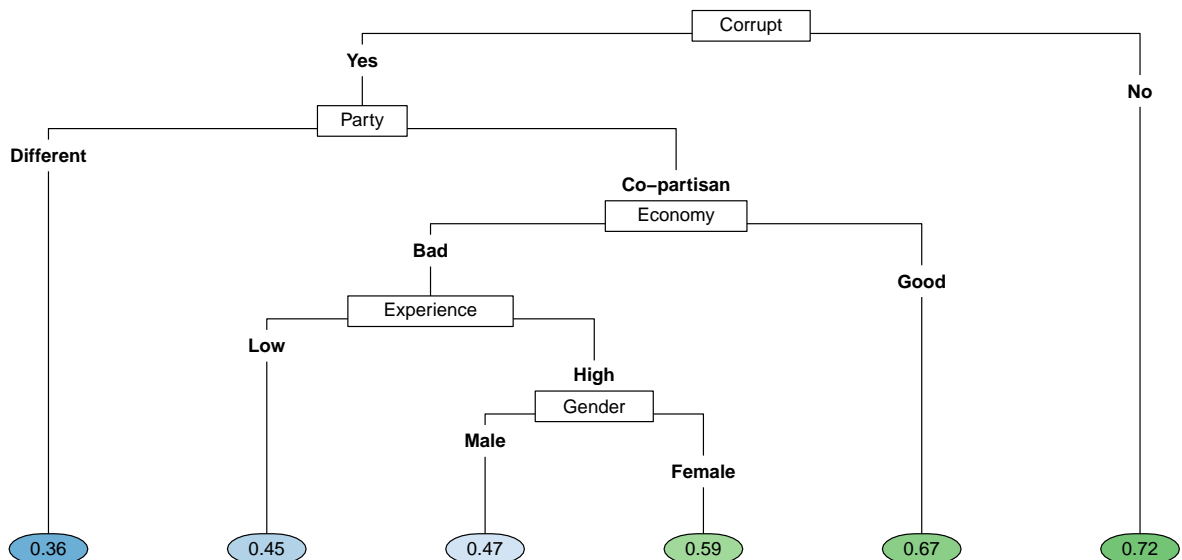 Corrupt
Yes
No
Party
Different
Co−partisan
Economy
Bad
Good
Experience
Low
High
Gender
Male
Female
0.36 0.45 0.47 0.59 0.67 0.72